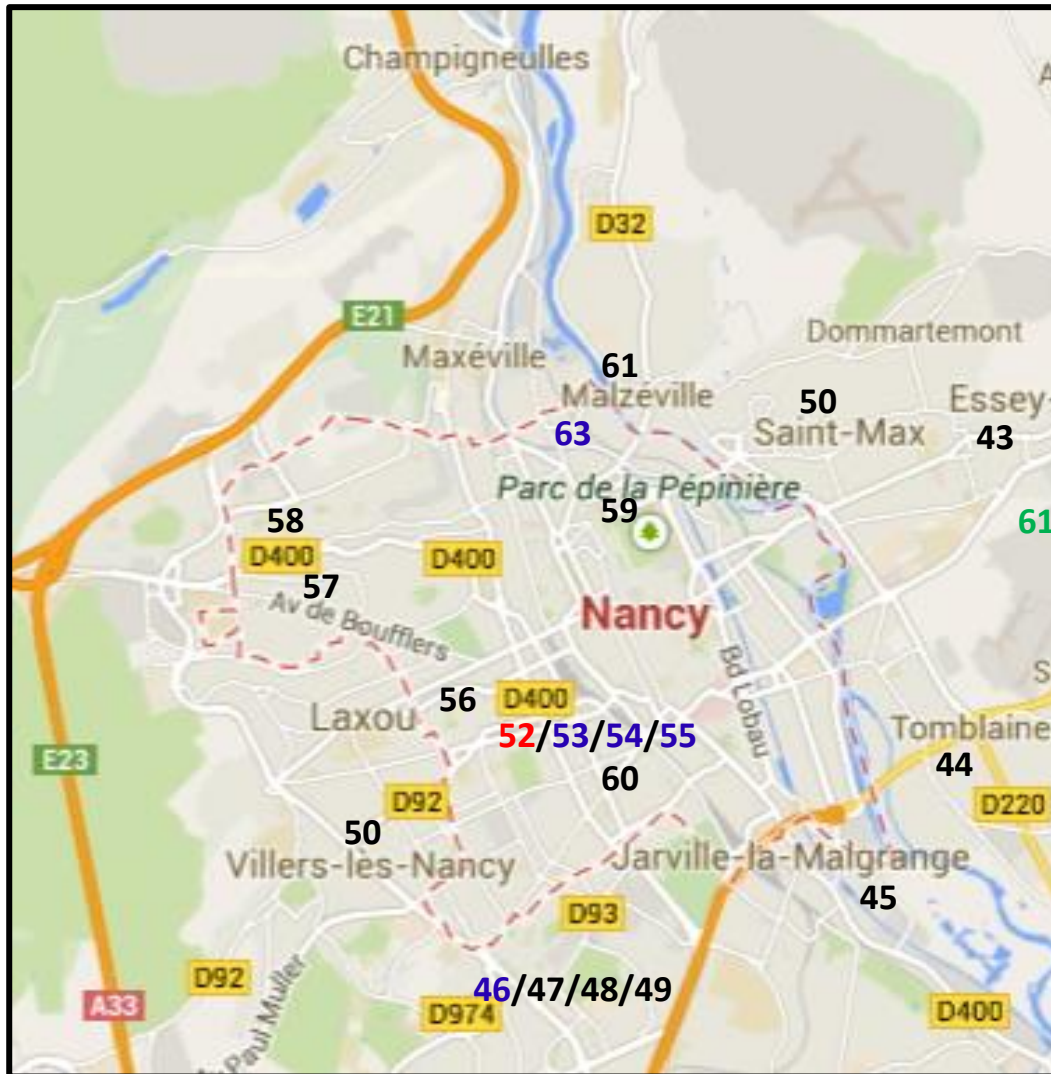 Champigneulles
D32
E21
Dommartemont
Maxéville
61
Malzéville
50
Essey-
63
Saint-Max
43
Parc de la Pépinière
58
59
61
D400
D400
57
Av de Boufflers
Nancy
Bd Lobau
56
D400
Laxou
52/53/54/55
Tomblaine
E23
60
44
D92
D220
50
Villers-lès-Nancy
Jarville-la-Malgrange
45
D93
D92
46/47/48/49
A33
D974
D400
Paul Muller